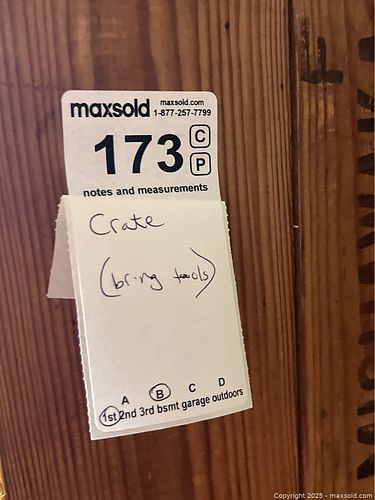 maxsold maxsold.com
1-877-257-7799
173 C
P
notes and measurements
Crate
(bring tools)
A B C D
1st 2nd 3rd bsmt garage outdoors
Copyright © 2025 - maxsold.com